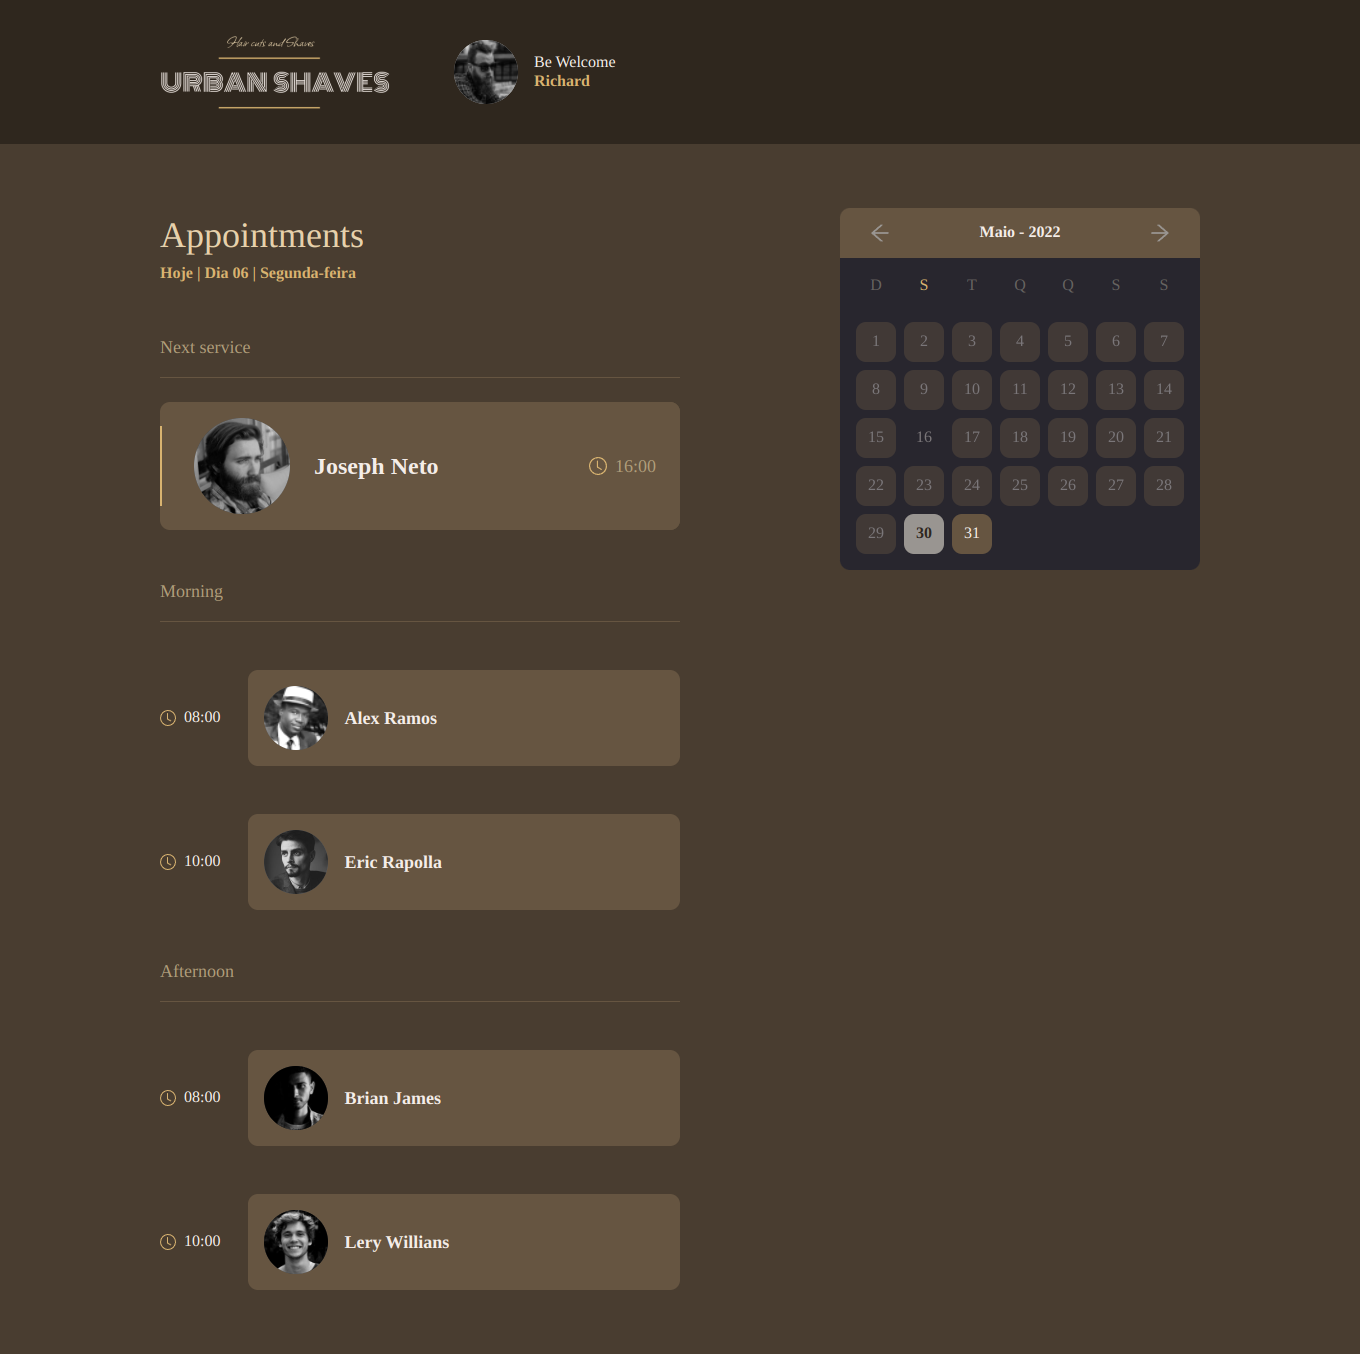 Hair cuts and Shaves
URBAN SHAVES
Be Welcome
Richard
Appointments
Hoje | Dia 06 | Segunda-feira
Next service
Joseph Neto
16:00
Morning
08:00
Alex Ramos
10:00
Eric Rapolla
Afternoon
08:00
Brian James
10:00
Lery Willians
Maio - 2022
D S T Q Q S S
1 2 3 4 5 6 7
8 9 10 11 12 13 14
15 16 17 18 19 20 21
22 23 24 25 26 27 28
29 30 31